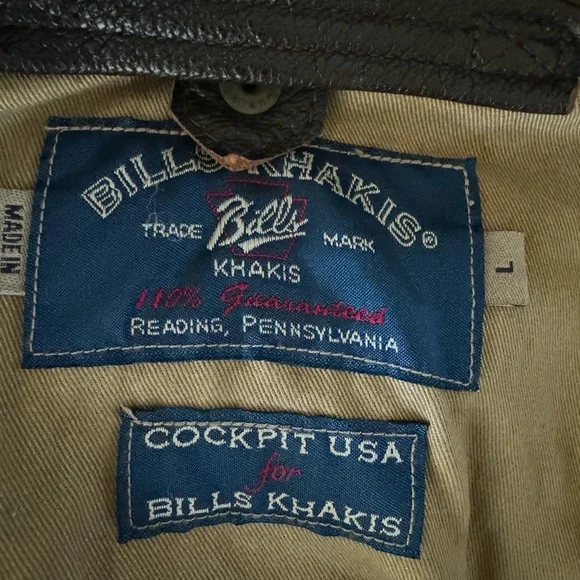 BILLS KHAKIS®
TRADE Bills MARK
KHAKIS
110% Guaranteed
READING, PENNSYLVANIA
MADE IN
L
COCKPIT USA
for
BILLS KHAKIS